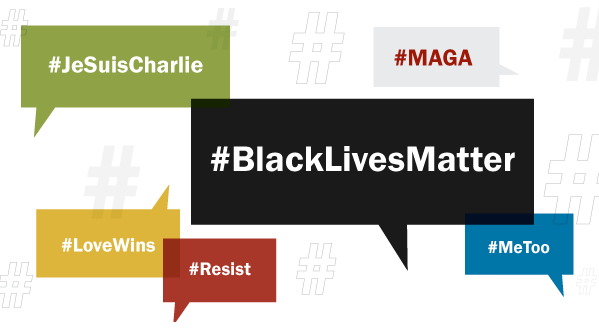 #JeSuisCharlie
#MAGA
#BlackLivesMatter
#LoveWins
#Resist
#MeToo